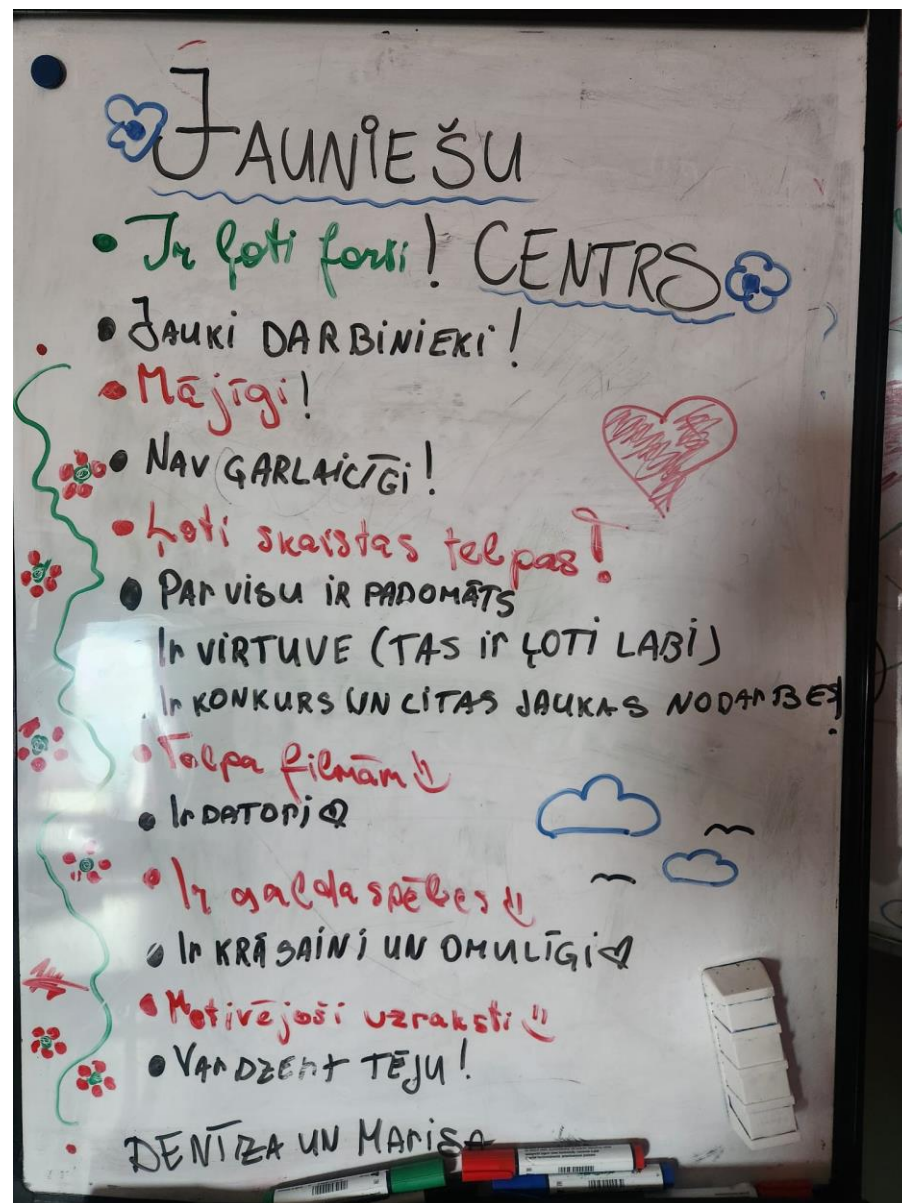 JAUNIEŠU
CENTRS
• Ir ļoti forši!
• JAUKI DARBINIEKI!
• Mājīgi!
• NAV GARLAICĪGI!
• Ļoti skaistas telpas!
• PAR VISU IR PADOMĀTS
Ir VIRTUVE (TAS ir ĻOTI LABI)
Ir KONKURS UN CITAS JAUKAS NODARBES!
• Telpa filmām
• Ir DATORI
• Ir galda spēles
• Ir KRĀSAINI UN OMULĪGI
• Motivējoši uzraksti
• VAR DZERT TĒJU!
UN